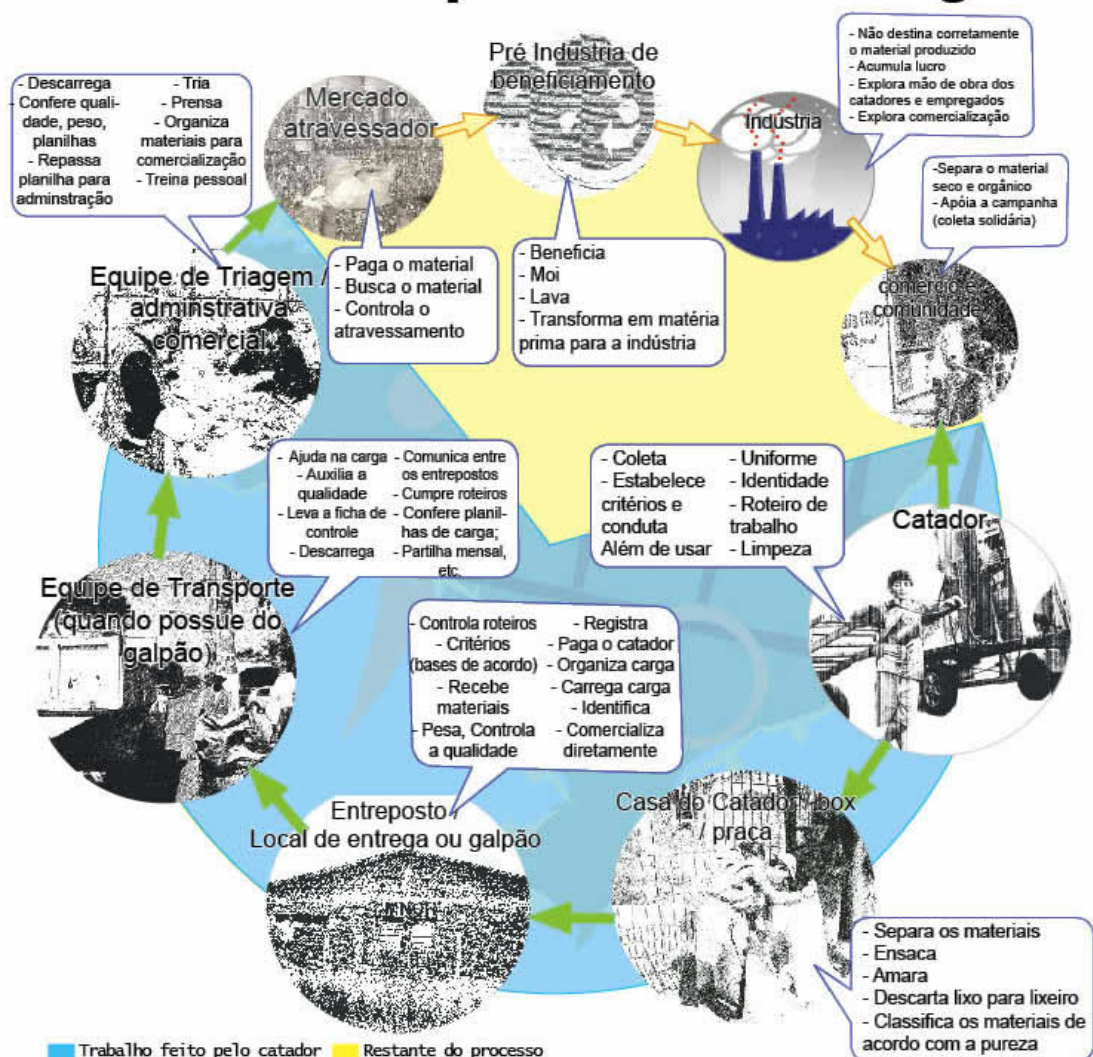 - Descarrega
- Confere quali-
dade, peso,
planilhas
- Repassa
planilha para
adminstração
- Tria
- Prensa
- Organiza
materiais para
comercialização
- Treina pessoal
Mercado
atravessador
Pré Indústria de
beneficiamento
Indústria
- Não destina corretamente
o material produzido
- Acumula lucro
- Explora mão de obra dos
catadores e empregados
- Explora comercialização
-Separa o material
seco e orgânico
- Apóia a campanha
(coleta solidária)
- Paga o material
- Busca o material
- Controla o
atravessamento
- Beneficia
- Moi
- Lava
- Transforma em matéria
prima para a indústria
comércio e
comunidade
Equipe de Triagem /
adminstrativa
comercial
- Ajuda na carga
- Auxilia a
qualidade
- Leva a ficha de
controle
- Descarrega
- Comunica entre
os entrepostos
- Cumpre roteiros
- Confere planil-
has de carga;
- Partilha mensal,
etc.
- Coleta
- Estabelece
critérios e
conduta
Além de usar
- Uniforme
- Identidade
- Roteiro de
trabalho
- Limpeza
Catador
Equipe de Transporte
(quando possue do
galpão)
- Controla roteiros
- Critérios
(bases de acordo)
- Recebe
materiais
- Pesa, Controla
a qualidade
- Registra
- Paga o catador
- Organiza carga
- Carrega carga
- Identifica
- Comercializa
diretamente
Entreposto /
Local de entrega ou galpão
Casa do Catador / box
/ praça
- Separa os materiais
- Ensaca
- Amara
- Descarta lixo para lixeiro
- Classifica os materiais de
acordo com a pureza
Trabalho feito pelo catador
Restante do processo